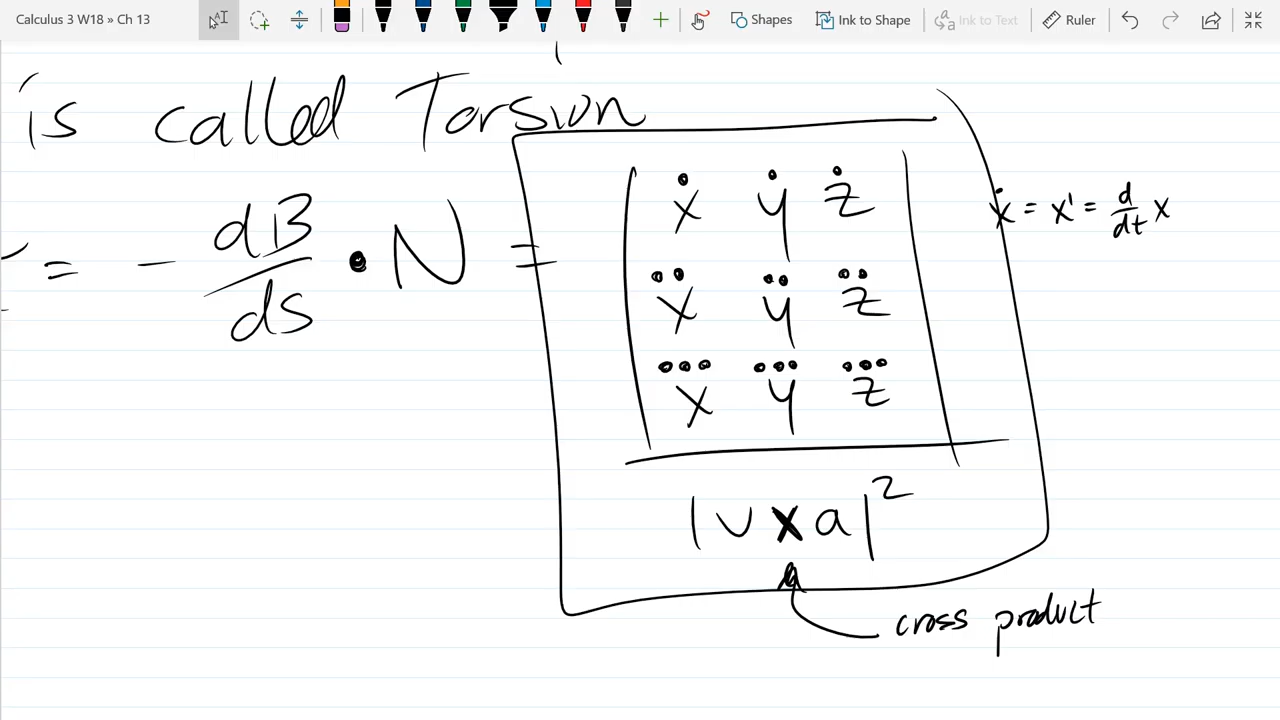 Calculus 3 W18 » Ch 13
Shapes
Ink to Shape
Ink to Text
Ruler
is called Torsion
= - dB/ds • N =
ẋ ẏ ż
ẍ ÿ z̈
x⃛ y⃛ z⃛
|v × a|²
ẋ = x' = d/dt x
cross product